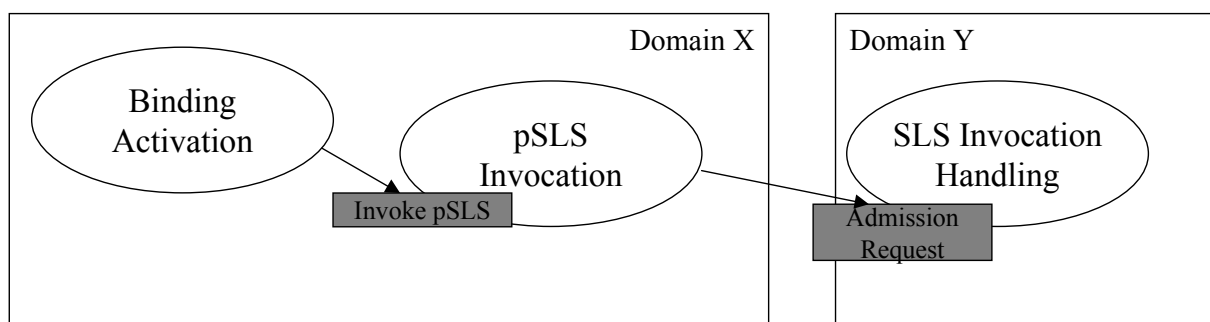 Domain X
Domain Y
Binding
Activation
pSLS
Invocation
SLS Invocation
Handling
Invoke pSLS
Admission
Request